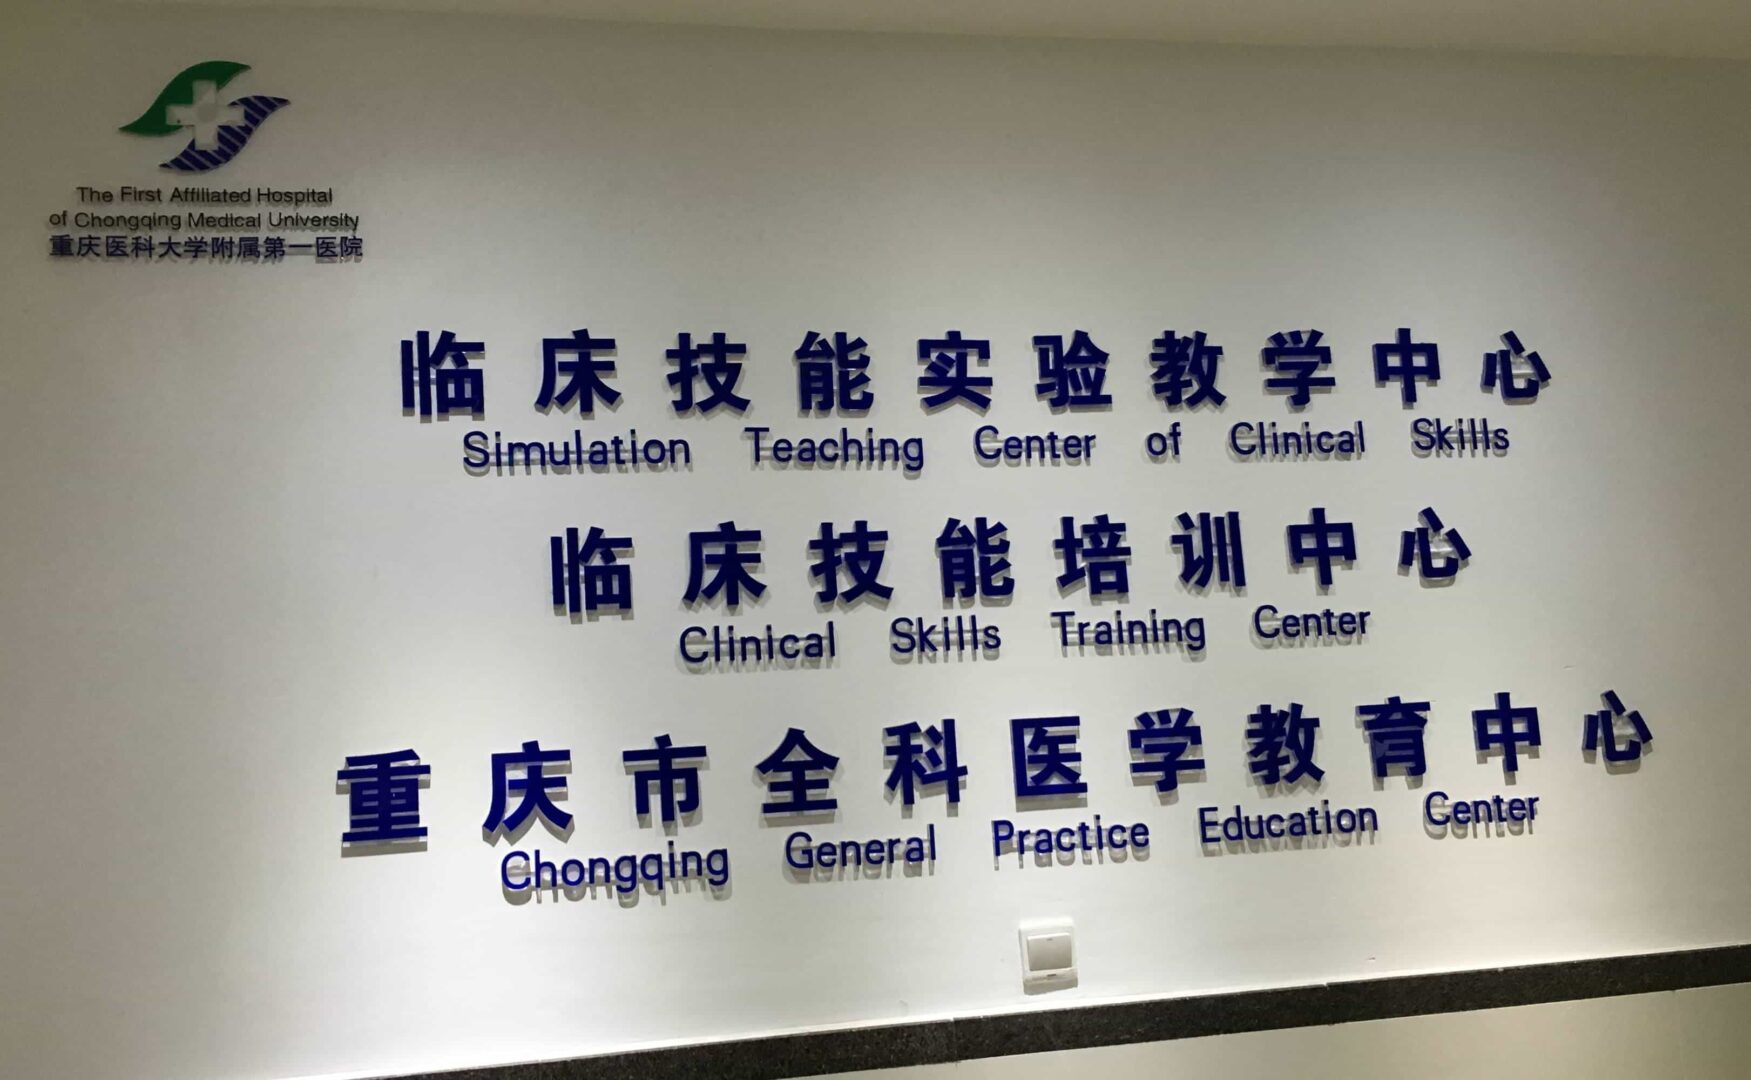 The First Affiliated Hospital
of Chongqing Medical University
重庆医科大学附属第一医院
临床技能实验教学中心
Simulation Teaching Center of Clinical Skills
临床技能培训中心
Clinical Skills Training Center
重庆市全科医学教育中心
Chongqing General Practice Education Center